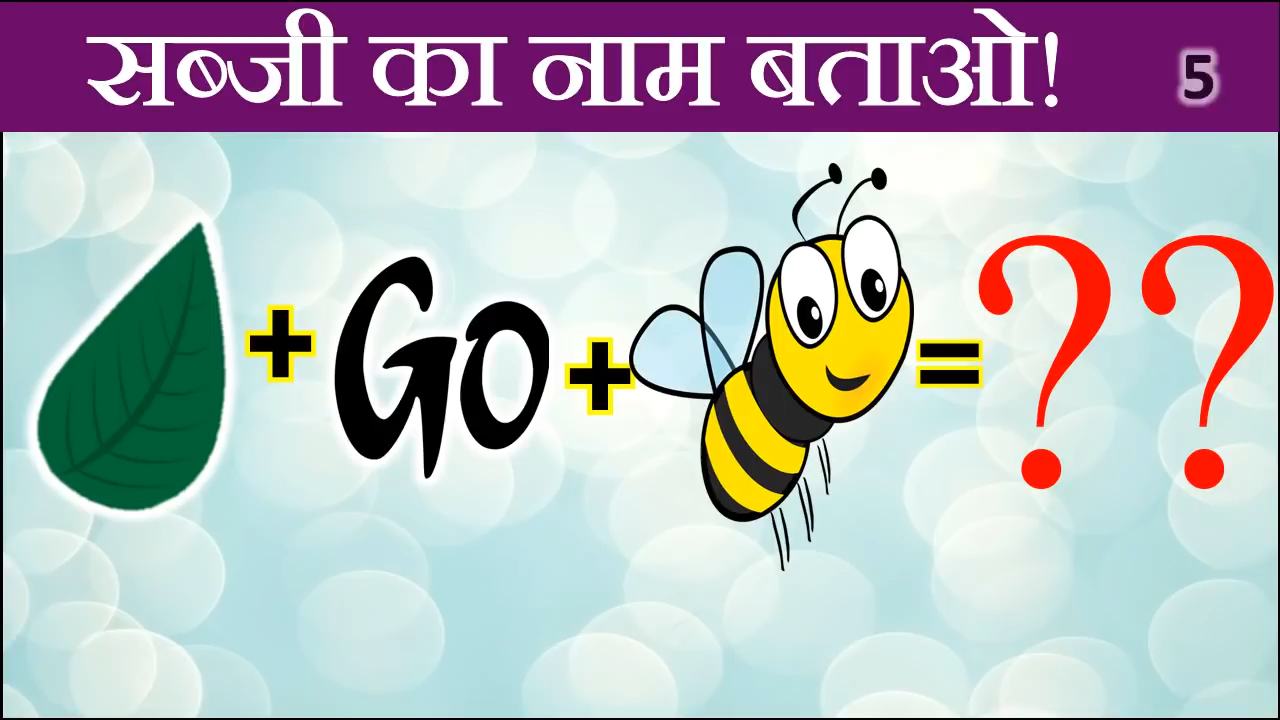 सब्जी का नाम बताओ! 5
+ Go + = ??